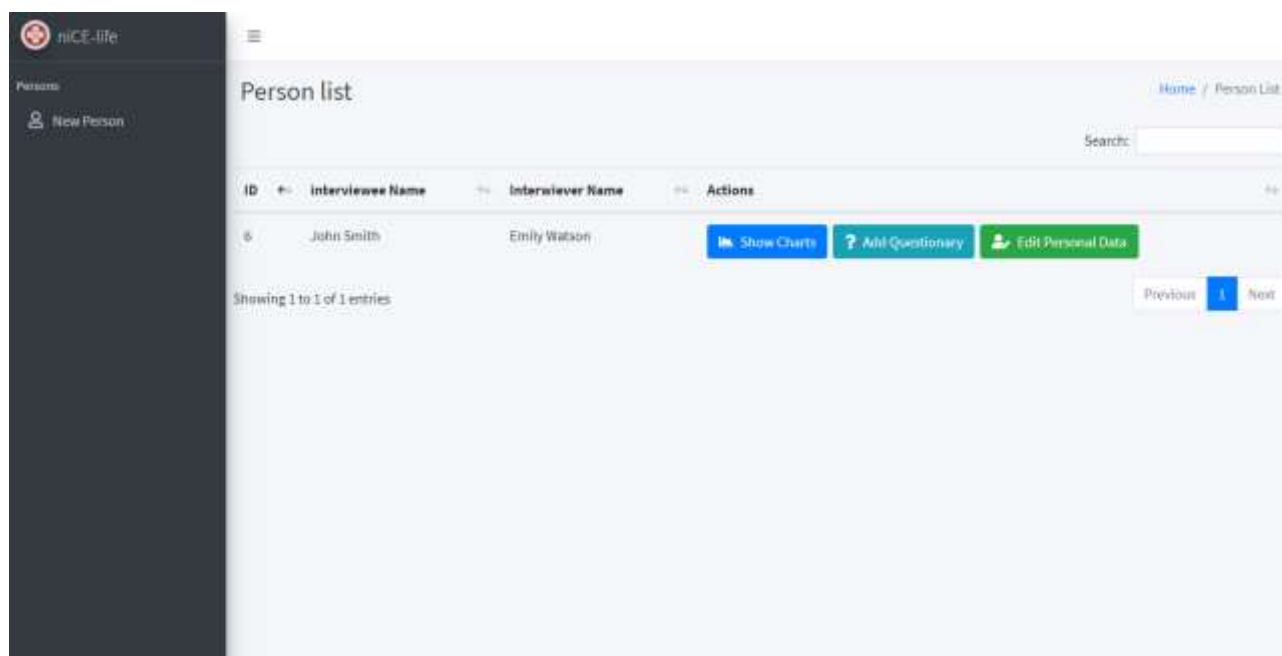 niCE-life
Persons
New Person
Person list
Home / Person List
Search:
ID Interviewee Name Interwiever Name Actions
6 John Smith Emily Watson Show Charts Add Questionary Edit Personal Data
Showing 1 to 1 of 1 entries
Previous 1 Next